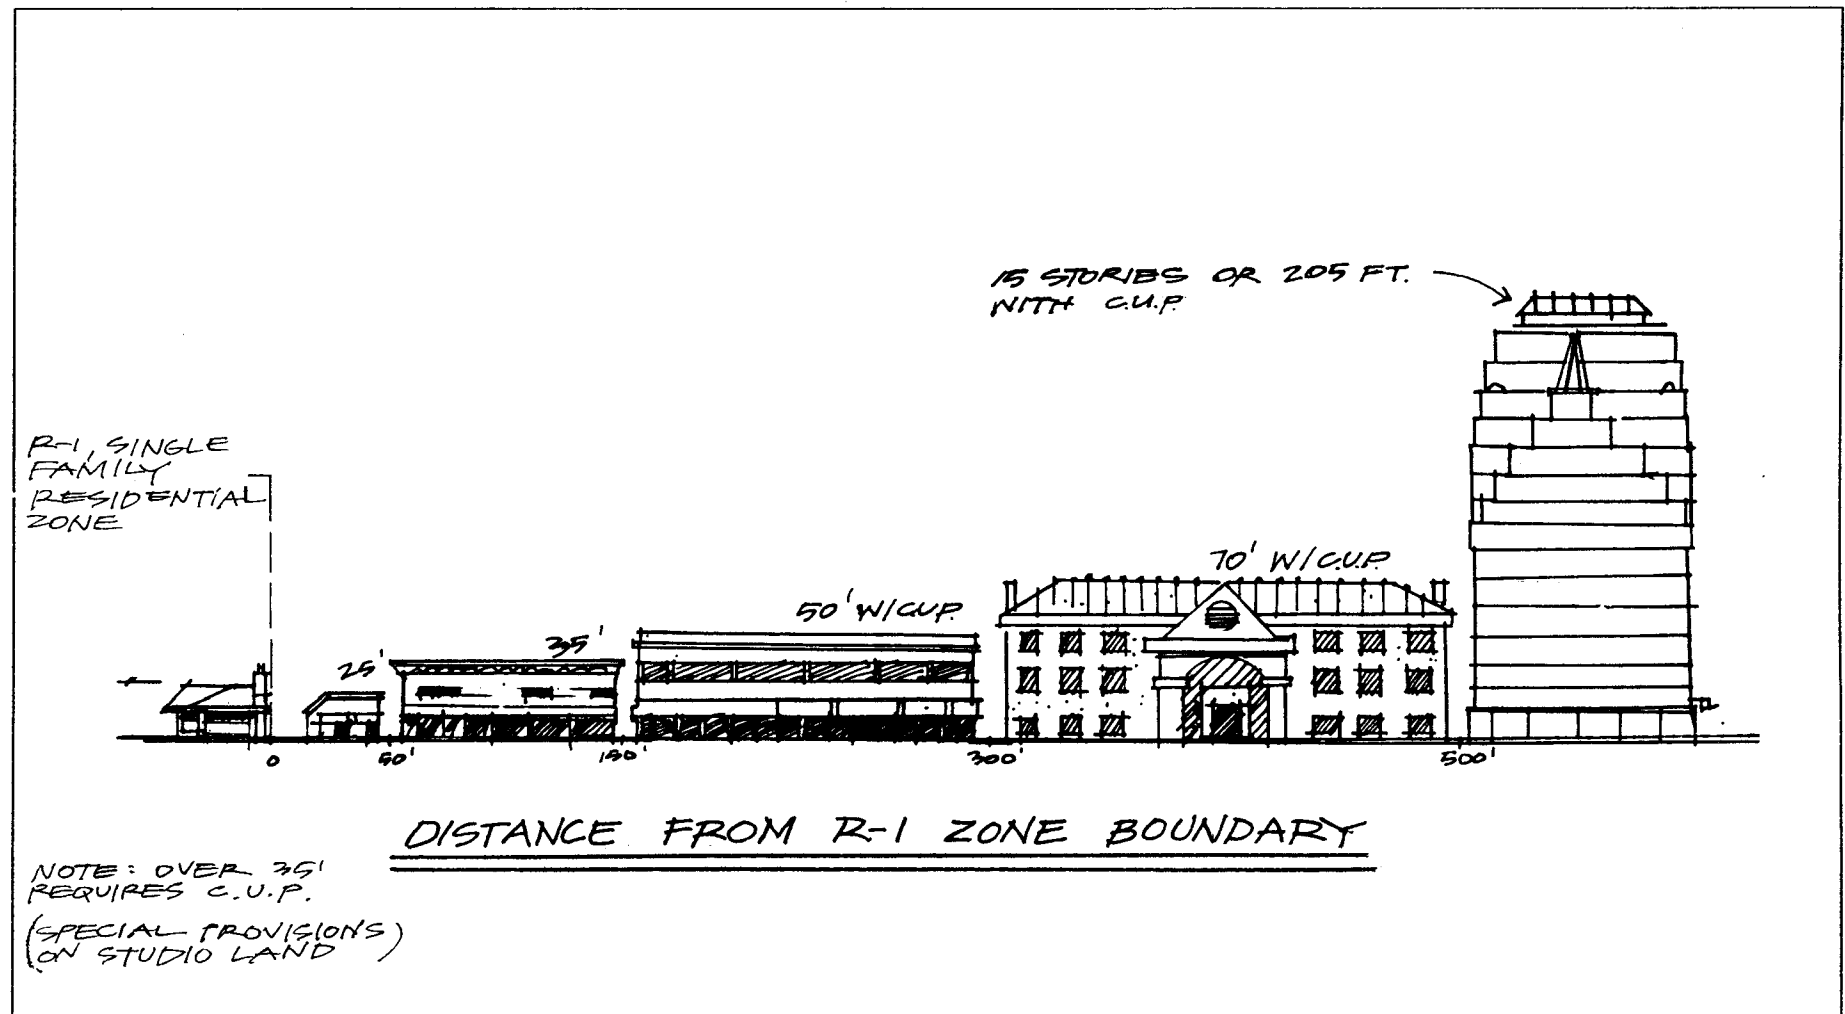 15 STORIES OR 205 FT.
WITH C.U.P.
R-1, SINGLE
FAMILY
RESIDENTIAL
ZONE
70' W/C.U.P.
50' W/C.U.P.
35'
25'
0 50' 150' 300' 500'
DISTANCE FROM R-1 ZONE BOUNDARY
NOTE: OVER 35'
REQUIRES C.U.P.
(SPECIAL PROVISIONS)
(ON STUDIO LAND)